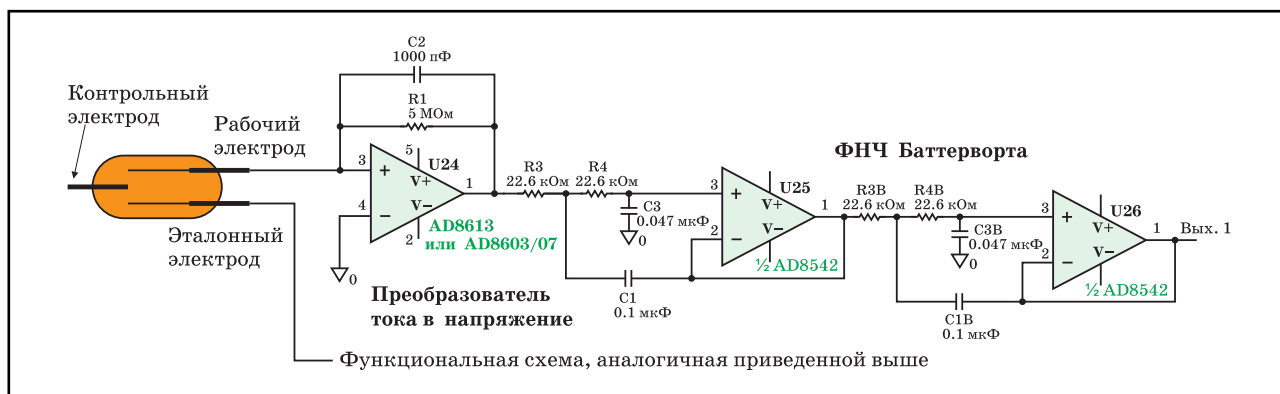 C2
1000 пФ
R1
5 МОм
Контрольный
электрод
Рабочий
электрод
Эталонный
электрод
3
+
5
U24
V+
V−
4
−
2
1
0
AD8613
или AD8603/07
Преобразователь
тока в напряжение
R3
22.6 кОм
R4
22.6 кОм
C3
0.047 мкФ
0
C1
0.1 мкФ
ФНЧ Баттерворта
3
+
U25
V+
V−
2
−
1
½ AD8542
R3B
22.6 кОм
R4B
22.6 кОм
C3B
0.047 мкФ
0
C1B
0.1 мкФ
3
+
U26
V+
V−
2
−
1
½ AD8542
Вых. 1
Функциональная схема, аналогичная приведенной выше